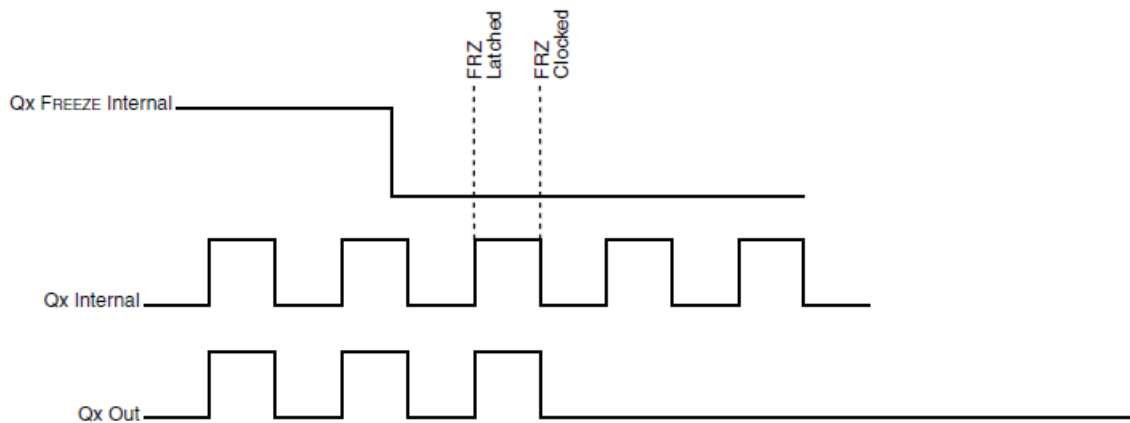 FRZ
Latched
FRZ
Clocked
Qx FREEZE Internal
Qx Internal
Qx Out